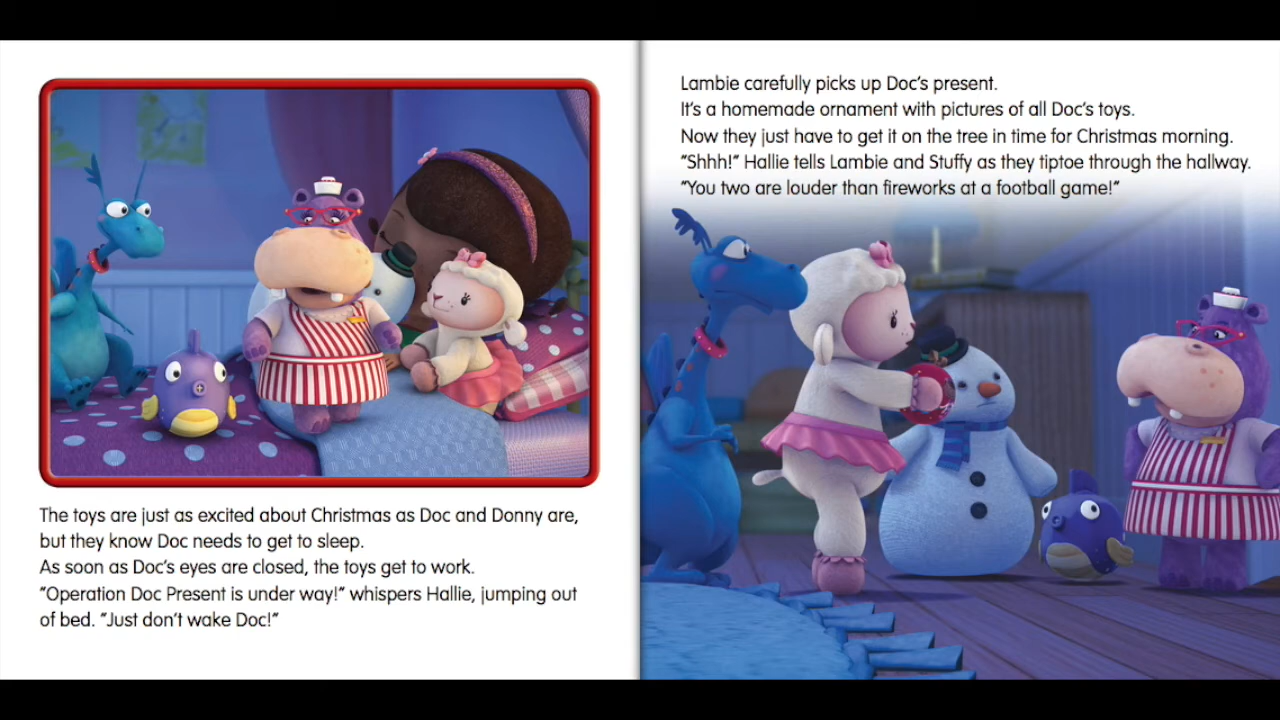 The toys are just as excited about Christmas as Doc and Donny are,
but they know Doc needs to get to sleep.
As soon as Doc's eyes are closed, the toys get to work.
"Operation Doc Present is under way!" whispers Hallie, jumping out
of bed. "Just don't wake Doc!"
Lambie carefully picks up Doc's present.
It's a homemade ornament with pictures of all Doc's toys.
Now they just have to get it on the tree in time for Christmas morning.
"Shhh!" Hallie tells Lambie and Stuffy as they tiptoe through the hallway.
"You two are louder than fireworks at a football game!"